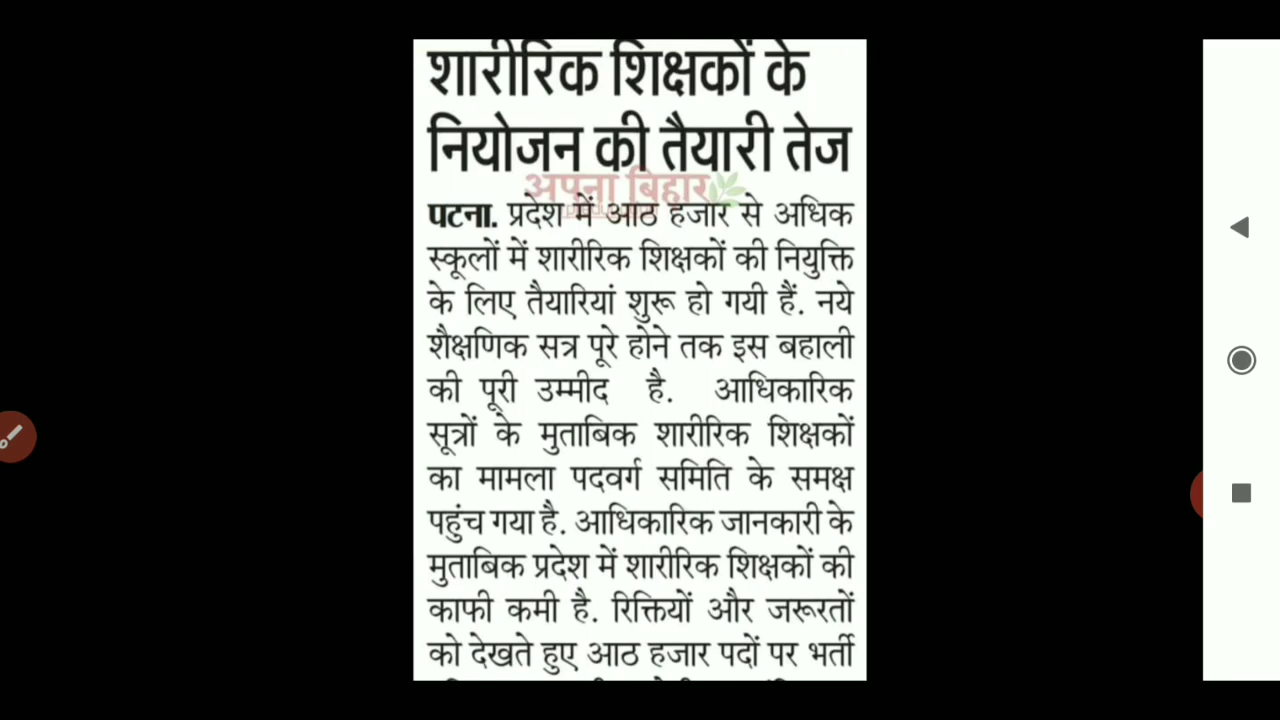 शारीरिक शिक्षकों के
नियोजन की तैयारी तेज
अपना बिहार
पटना. प्रदेश में आठ हजार से अधिक
स्कूलों में शारीरिक शिक्षकों की नियुक्ति
के लिए तैयारियां शुरू हो गयी हैं. नये
शैक्षणिक सत्र पूरे होने तक इस बहाली
की पूरी उम्मीद है. आधिकारिक
सूत्रों के मुताबिक शारीरिक शिक्षकों
का मामला पदवर्ग समिति के समक्ष
पहुंच गया है. आधिकारिक जानकारी के
मुताबिक प्रदेश में शारीरिक शिक्षकों की
काफी कमी है. रिक्तियों और जरूरतों
को देखते हुए आठ हजार पदों पर भर्ती